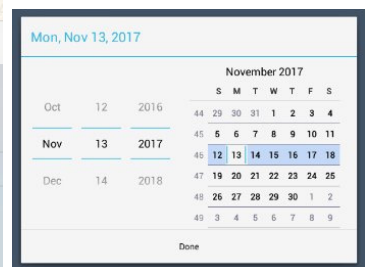 Mon, Nov 13, 2017
Oct 12 2016
Nov 13 2017
Dec 14 2018
November 2017
S M T W T F S
44 29 30 31 1 2 3 4
45 5 6 7 8 9 10 11
46 12 13 14 15 16 17 18
47 19 20 21 22 23 24 25
48 26 27 28 29 30 1 2
49 3 4 5 6 7 8 9
Done